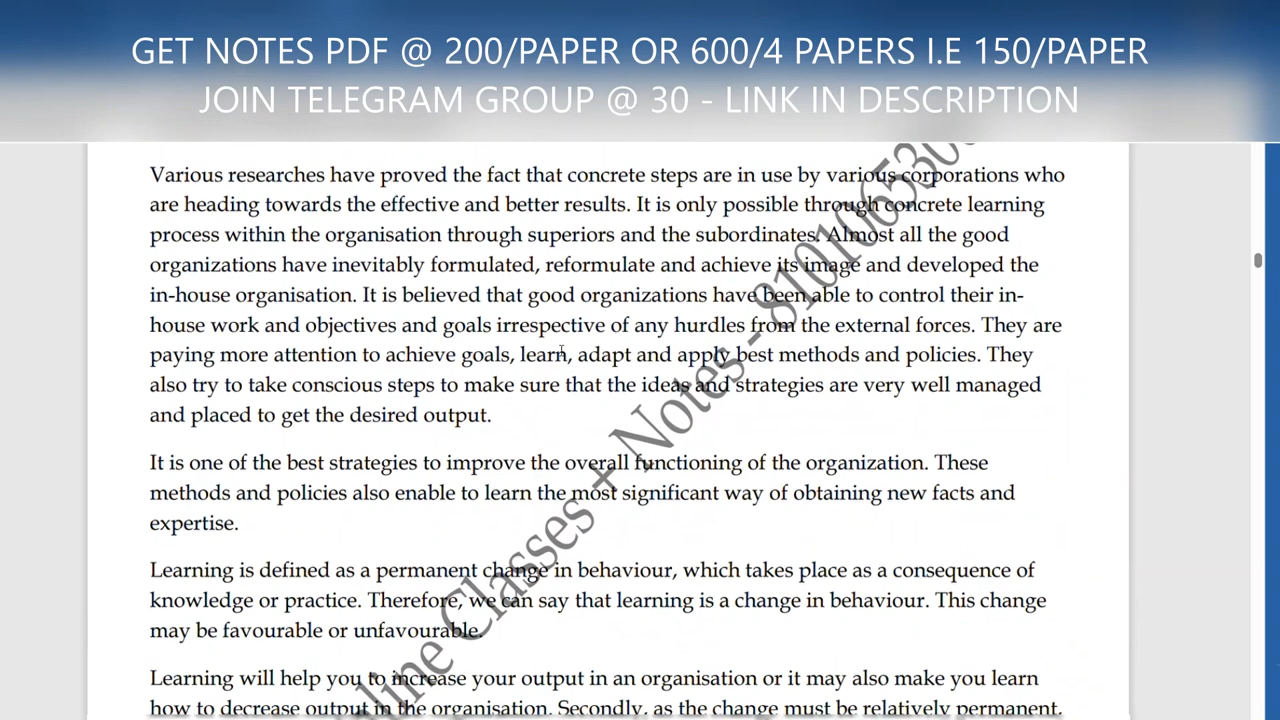 GET NOTES PDF @ 200/PAPER OR 600/4 PAPERS I.E 150/PAPER
JOIN TELEGRAM GROUP @ 30 - LINK IN DESCRIPTION
Various researches have proved the fact that concrete steps are in use by various corporations who
are heading towards the effective and better results. It is only possible through concrete learning
process within the organisation through superiors and the subordinates. Almost all the good
organizations have inevitably formulated, reformulate and achieve its image and developed the
in-house organisation. It is believed that good organizations have been able to control their in-
house work and objectives and goals irrespective of any hurdles from the external forces. They are
paying more attention to achieve goals, learn, adapt and apply best methods and policies. They
also try to take conscious steps to make sure that the ideas and strategies are very well managed
and placed to get the desired output.
It is one of the best strategies to improve the overall functioning of the organization. These
methods and policies also enable to learn the most significant way of obtaining new facts and
expertise.
Learning is defined as a permanent change in behaviour, which takes place as a consequence of
knowledge or practice. Therefore, we can say that learning is a change in behaviour. This change
may be favourable or unfavourable.
Learning will help you to increase your output in an organisation or it may also make you learn
how to decrease output in the organisation. Secondly, as the change must be relatively permanent,
Classes + Notes -